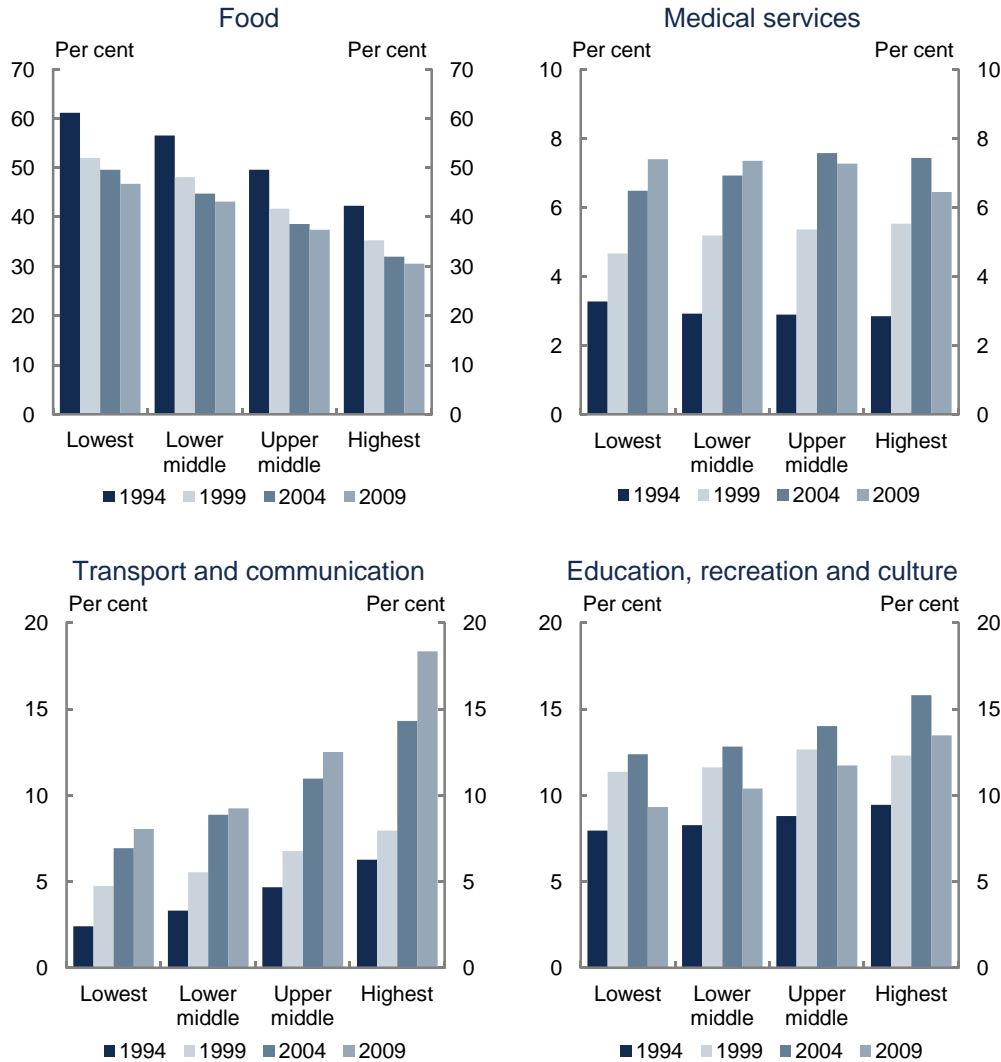 Food
Per cent Per cent
70 70
60 60
50 50
40 40
30 30
20 20
10 10
0 0
Lowest Lower middle Upper middle Highest
■1994 ■1999 ■2004 ■2009
Medical services
Per cent Per cent
10 10
8 8
6 6
4 4
2 2
0 0
Lowest Lower middle Upper middle Highest
■1994 ■1999 ■2004 ■2009
Transport and communication
Per cent Per cent
20 20
15 15
10 10
5 5
0 0
Lowest Lower middle Upper middle Highest
■1994 ■1999 ■2004 ■2009
Education, recreation and culture
Per cent Per cent
20 20
15 15
10 10
5 5
0 0
Lowest Lower middle Upper middle Highest
■1994 ■1999 ■2004 ■2009